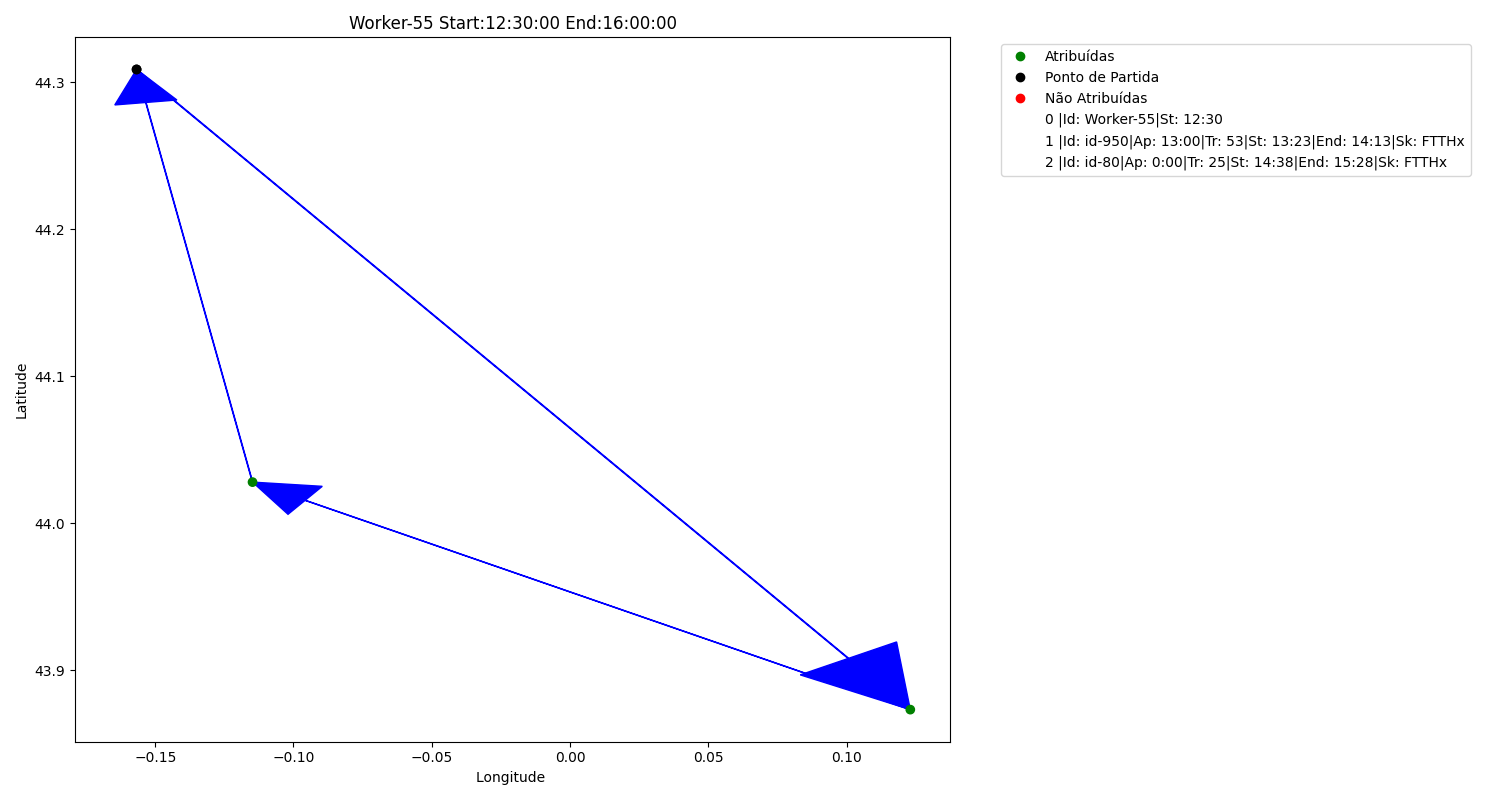 Worker-55 Start:12:30:00 End:16:00:00
44.3
44.2
44.1
44.0
43.9
Latitude
−0.15
−0.10
−0.05
0.00
0.05
0.10
Longitude
Atribuídas
Ponto de Partida
Não Atribuídas
0 |Id: Worker-55|St: 12:30
1 |Id: id-950|Ap: 13:00|Tr: 53|St: 13:23|End: 14:13|Sk: FTTHx
2 |Id: id-80|Ap: 0:00|Tr: 25|St: 14:38|End: 15:28|Sk: FTTHx